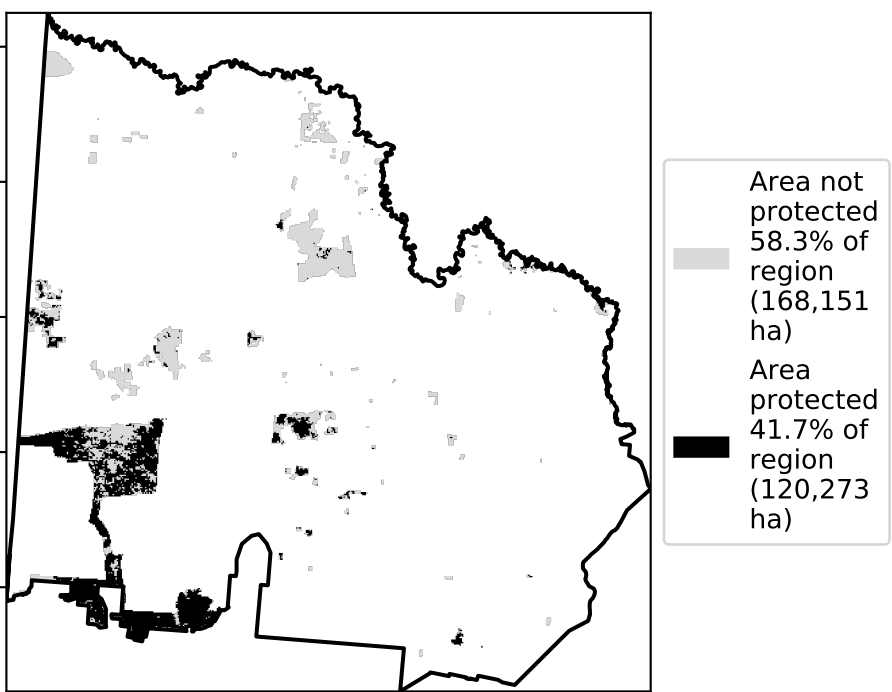 Area not
protected
58.3% of
region
(168,151
ha)
Area
protected
41.7% of
region
(120,273
ha)